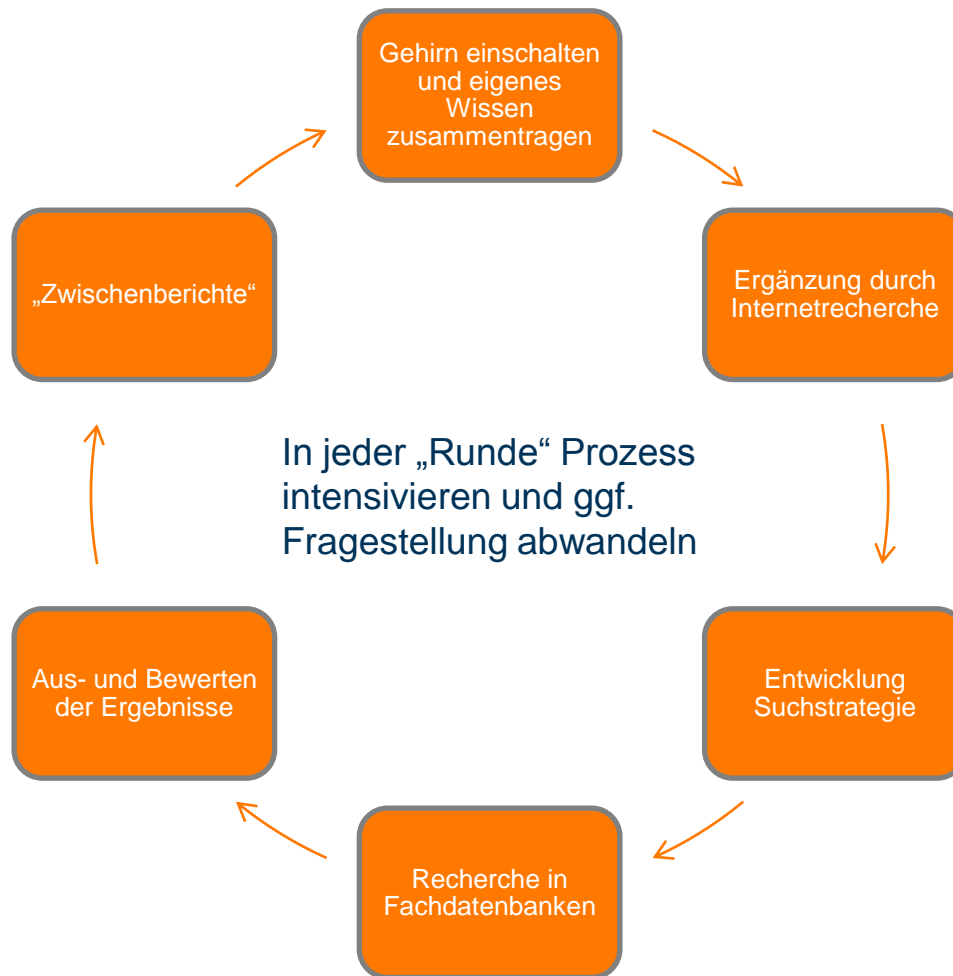 Gehirn einschalten
und eigenes
Wissen
zusammentragen
Ergänzung durch
Internetrecherche
Entwicklung
Suchstrategie
Recherche in
Fachdatenbanken
Aus- und Bewerten
der Ergebnisse
„Zwischenberichte“
In jeder „Runde“ Prozess
intensivieren und ggf.
Fragestellung abwandeln